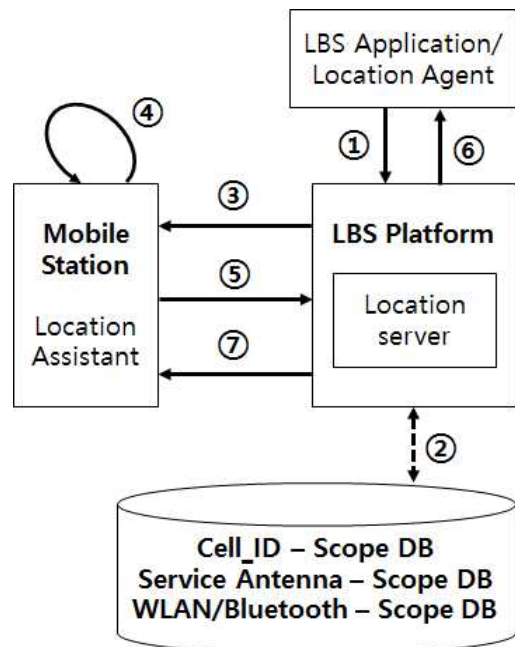 LBS Application/
Location Agent
④
①
⑥
③
Mobile
Station
LBS Platform
⑤
Location
server
Location
Assistant
⑦
②
Cell_ID – Scope DB
Service Antenna – Scope DB
WLAN/Bluetooth – Scope DB